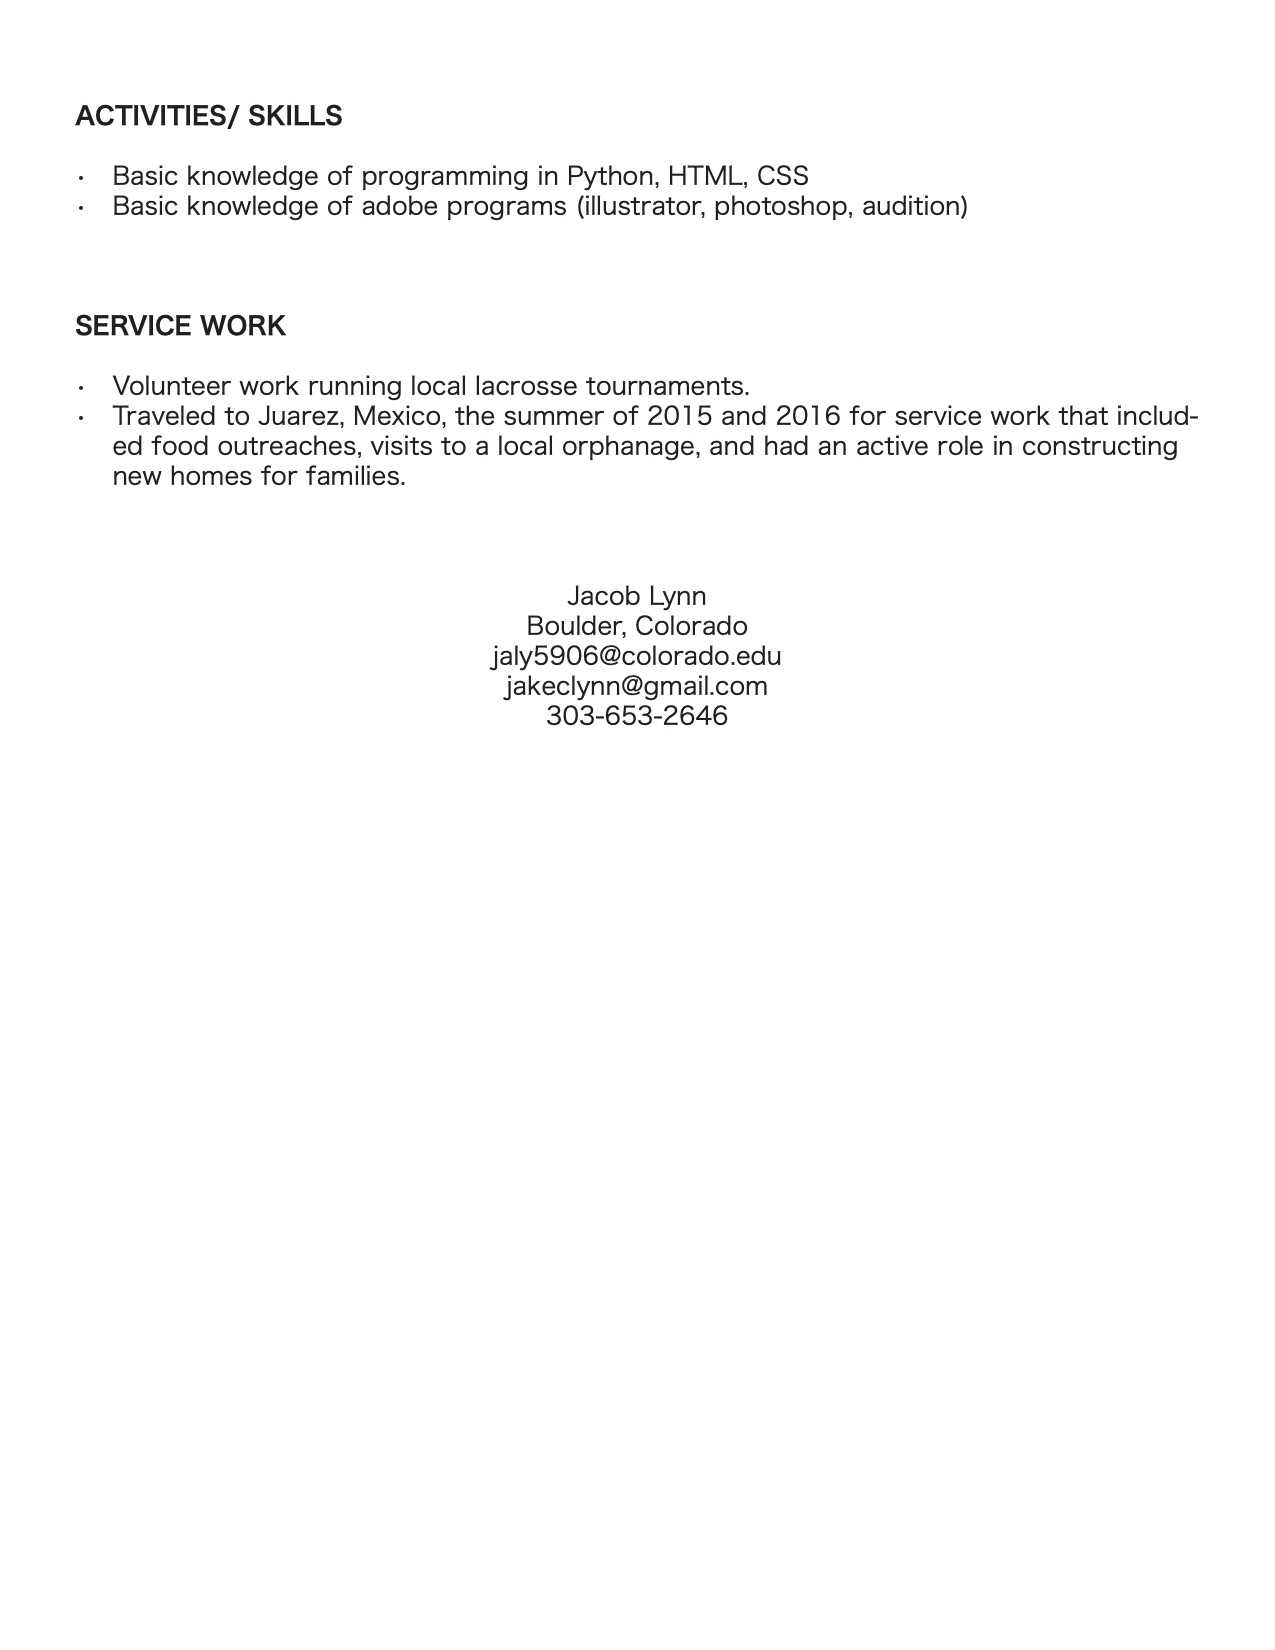 ACTIVITIES/ SKILLS
· Basic knowledge of programming in Python, HTML, CSS
· Basic knowledge of adobe programs (illustrator, photoshop, audition)
SERVICE WORK
· Volunteer work running local lacrosse tournaments.
· Traveled to Juarez, Mexico, the summer of 2015 and 2016 for service work that includ-
ed food outreaches, visits to a local orphanage, and had an active role in constructing
new homes for families.
Jacob Lynn
Boulder, Colorado
jaly5906@colorado.edu
jakeclynn@gmail.com
303-653-2646